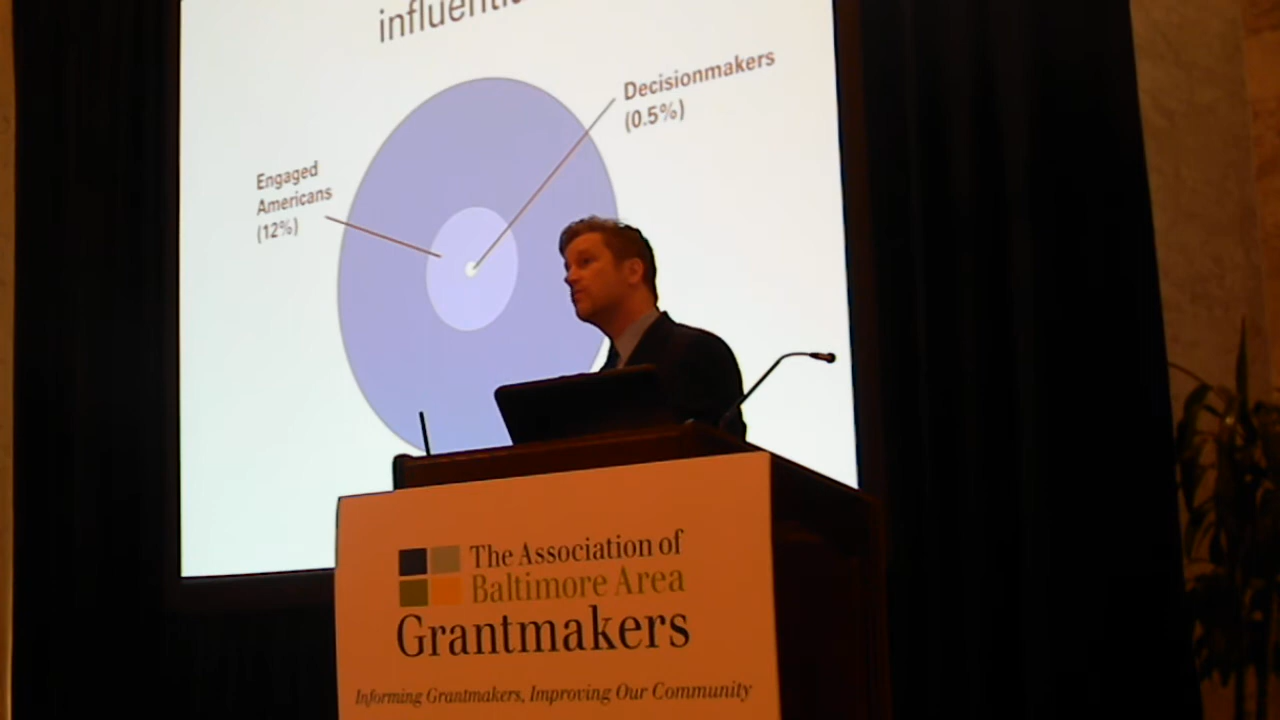 Decisionmakers
(0.5%)
Engaged
Americans
(12%)
The Association of
Baltimore Area
Grantmakers
Informing Grantmakers, Improving Our Community